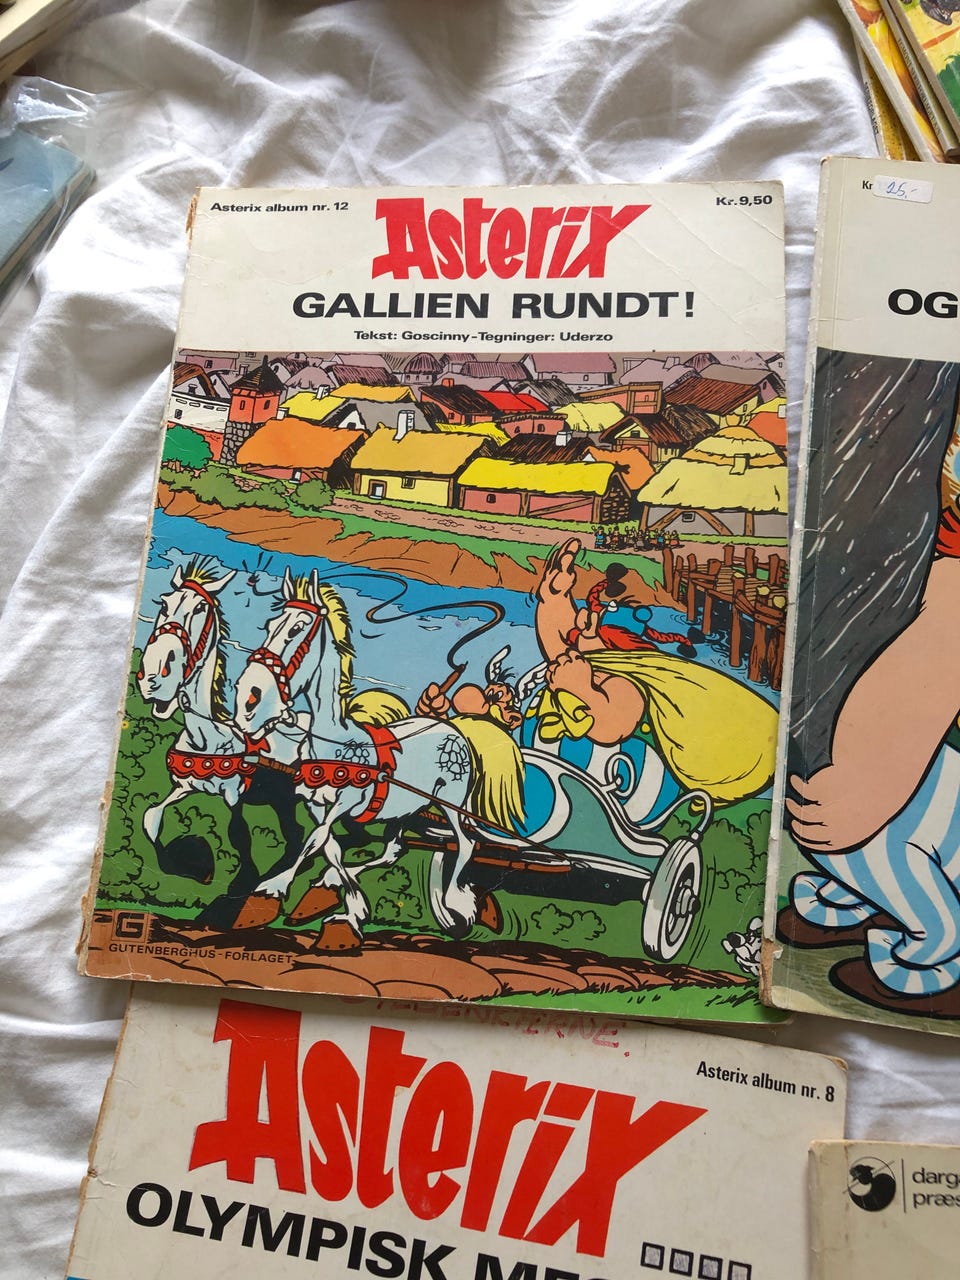 Asterix album nr. 12
Kr. 9,50
Asterix
GALLIEN RUNDT!
Tekst: Goscinny-Tegninger: Uderzo
G
GUTENBERGHUS-FORLAGET
Kr
25,-
OG
Asterix album nr. 8
Asterix
OLYMPISK
darga
præs